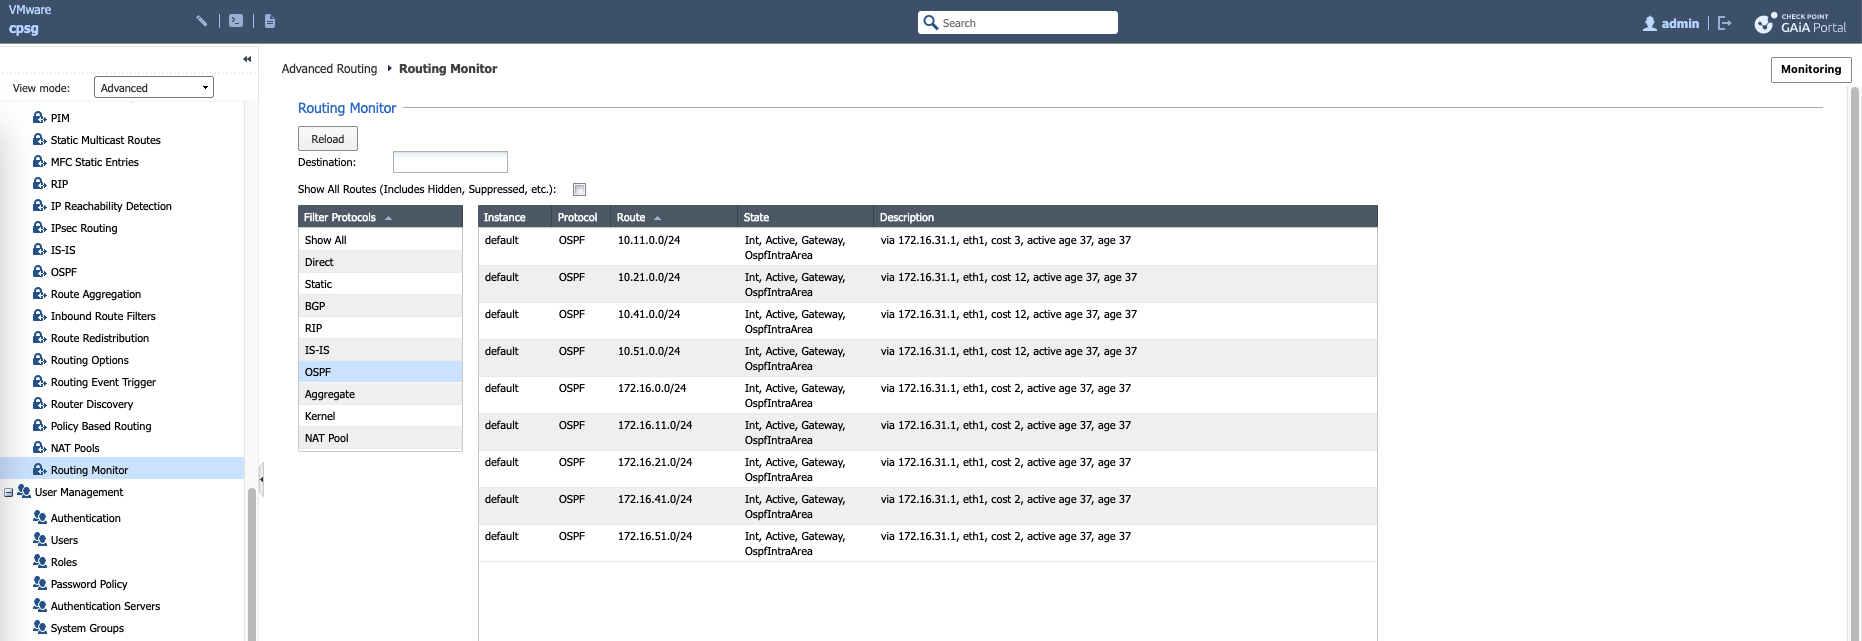 VMware
cpsg
Search
admin
CHECK POINT
GAiA Portal
View mode:
Advanced
PIM
Static Multicast Routes
MFC Static Entries
RIP
IP Reachability Detection
IPsec Routing
IS-IS
OSPF
Route Aggregation
Inbound Route Filters
Route Redistribution
Routing Options
Routing Event Trigger
Router Discovery
Policy Based Routing
NAT Pools
Routing Monitor
User Management
Authentication
Users
Roles
Password Policy
Authentication Servers
System Groups
Advanced Routing Routing Monitor
Monitoring
Routing Monitor
Reload
Destination:
Show All Routes (Includes Hidden, Suppressed, etc.):
Filter Protocols
Show All
Direct
Static
BGP
RIP
IS-IS
OSPF
Aggregate
Kernel
NAT Pool
Instance Protocol Route State Description
default OSPF 10.11.0.0/24 Int, Active, Gateway, via 172.16.31.1, eth1, cost 3, active age 37, age 37
OspfIntraArea
default OSPF 10.21.0.0/24 Int, Active, Gateway, via 172.16.31.1, eth1, cost 12, active age 37, age 37
OspfIntraArea
default OSPF 10.41.0.0/24 Int, Active, Gateway, via 172.16.31.1, eth1, cost 12, active age 37, age 37
OspfIntraArea
default OSPF 10.51.0.0/24 Int, Active, Gateway, via 172.16.31.1, eth1, cost 12, active age 37, age 37
OspfIntraArea
default OSPF 172.16.0.0/24 Int, Active, Gateway, via 172.16.31.1, eth1, cost 2, active age 37, age 37
OspfIntraArea
default OSPF 172.16.11.0/24 Int, Active, Gateway, via 172.16.31.1, eth1, cost 2, active age 37, age 37
OspfIntraArea
default OSPF 172.16.21.0/24 Int, Active, Gateway, via 172.16.31.1, eth1, cost 2, active age 37, age 37
OspfIntraArea
default OSPF 172.16.41.0/24 Int, Active, Gateway, via 172.16.31.1, eth1, cost 2, active age 37, age 37
OspfIntraArea
default OSPF 172.16.51.0/24 Int, Active, Gateway, via 172.16.31.1, eth1, cost 2, active age 37, age 37
OspfIntraArea